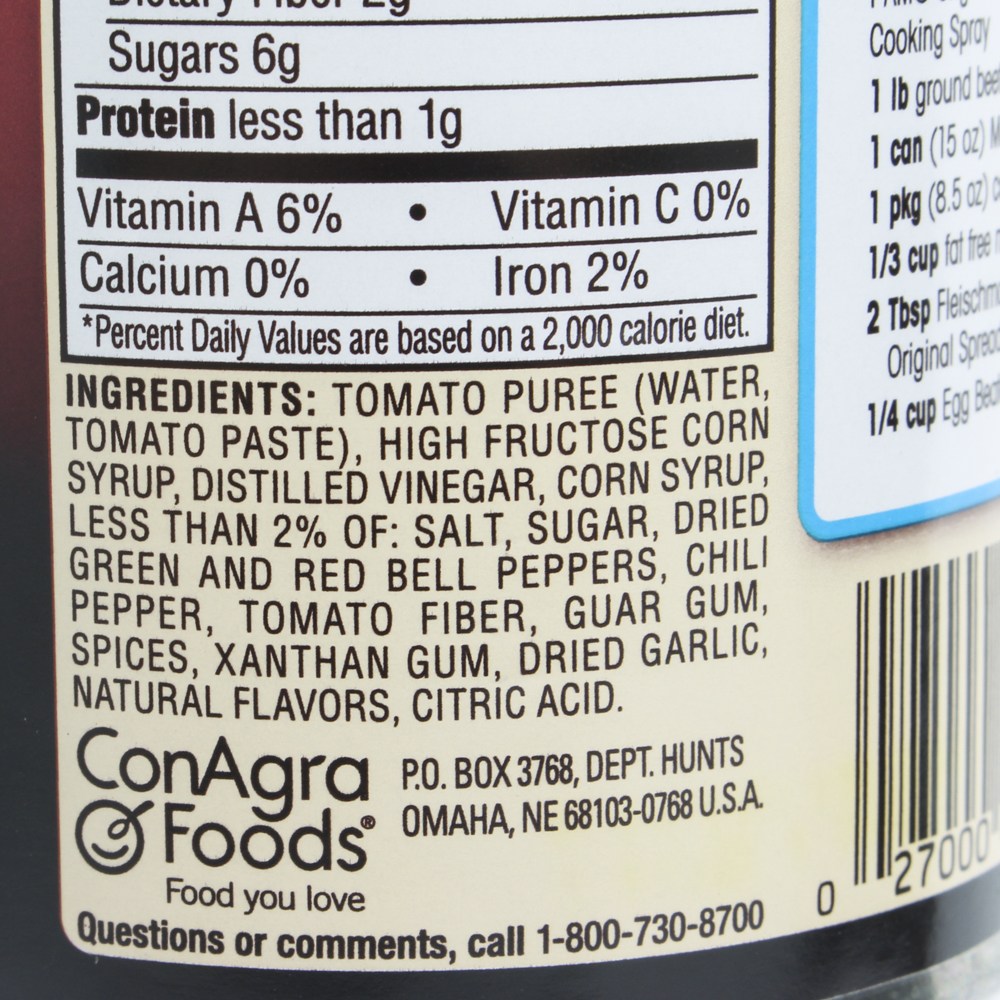 Dietary Fiber 2g
Sugars 6g
Protein less than 1g
Vitamin A 6% • Vitamin C 0%
Calcium 0% • Iron 2%
*Percent Daily Values are based on a 2,000 calorie diet.
INGREDIENTS: TOMATO PUREE (WATER,
TOMATO PASTE), HIGH FRUCTOSE CORN
SYRUP, DISTILLED VINEGAR, CORN SYRUP,
LESS THAN 2% OF: SALT, SUGAR, DRIED
GREEN AND RED BELL PEPPERS, CHILI
PEPPER, TOMATO FIBER, GUAR GUM,
SPICES, XANTHAN GUM, DRIED GARLIC,
NATURAL FLAVORS, CITRIC ACID.
ConAgra
Foods®
Food you love
P.O. BOX 3768, DEPT. HUNTS
OMAHA, NE 68103-0768 U.S.A.
Questions or comments, call 1-800-730-8700
Cooking Spray
1 lb ground beef
1 can (15 oz)
1 pkg (8.5 oz)
1/3 cup fat free
2 Tbsp
Original
1/4 cup Egg
0 27000